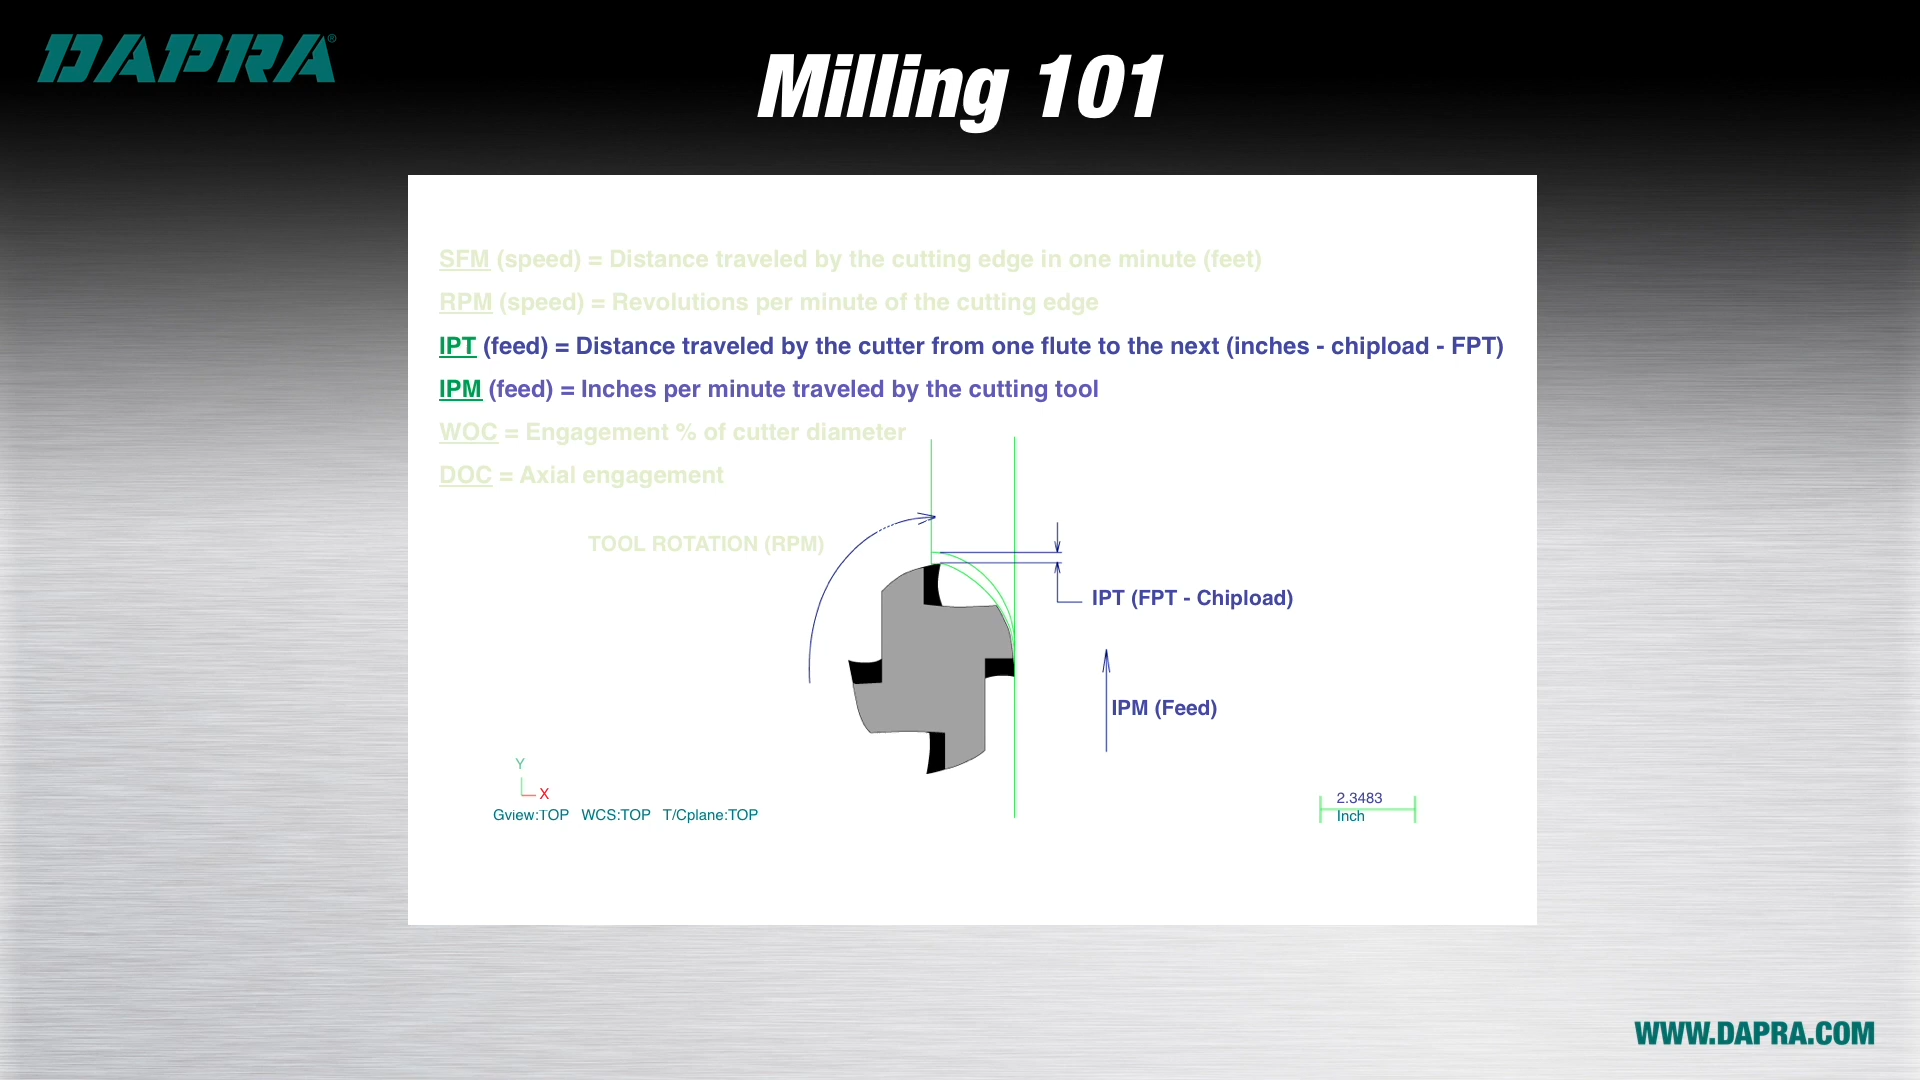 DAPRA®
Milling 101
SFM (speed) = Distance traveled by the cutting edge in one minute (feet)
RPM (speed) = Revolutions per minute of the cutting edge
IPT (feed) = Distance traveled by the cutter from one flute to the next (inches - chipload - FPT)
IPM (feed) = Inches per minute traveled by the cutting tool
WOC = Engagement % of cutter diameter
DOC = Axial engagement
TOOL ROTATION (RPM)
IPT (FPT - Chipload)
IPM (Feed)
Y
X
Gview:TOP WCS:TOP T/Cplane:TOP
2.3483
Inch
WWW.DAPRA.COM